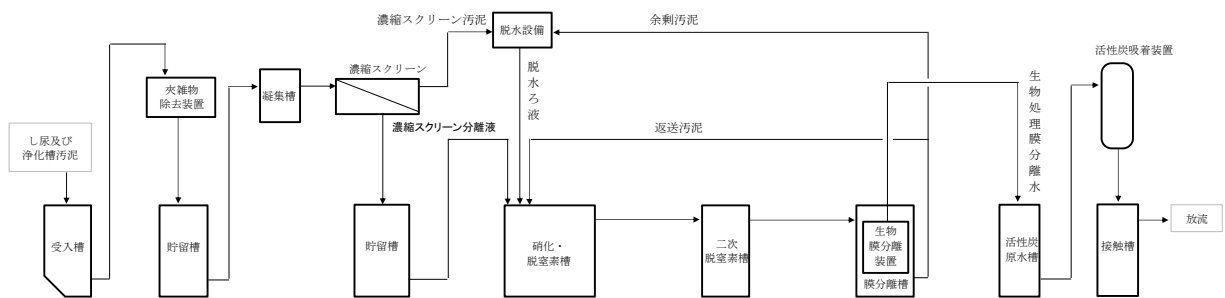 濃縮スクリーン汚泥
脱水設備
余剰汚泥
活性炭吸着装置
夾雑物
除去装置
凝集槽
濃縮スクリーン
脱水ろ液
生物処理膜分離水
し尿及び
浄化槽汚泥
濃縮スクリーン分離液
返送汚泥
受入槽
貯留槽
貯留槽
硝化・
脱窒素槽
二次
脱窒素槽
生物
膜分離
装置
膜分離槽
活性炭
原水槽
接触槽
放流